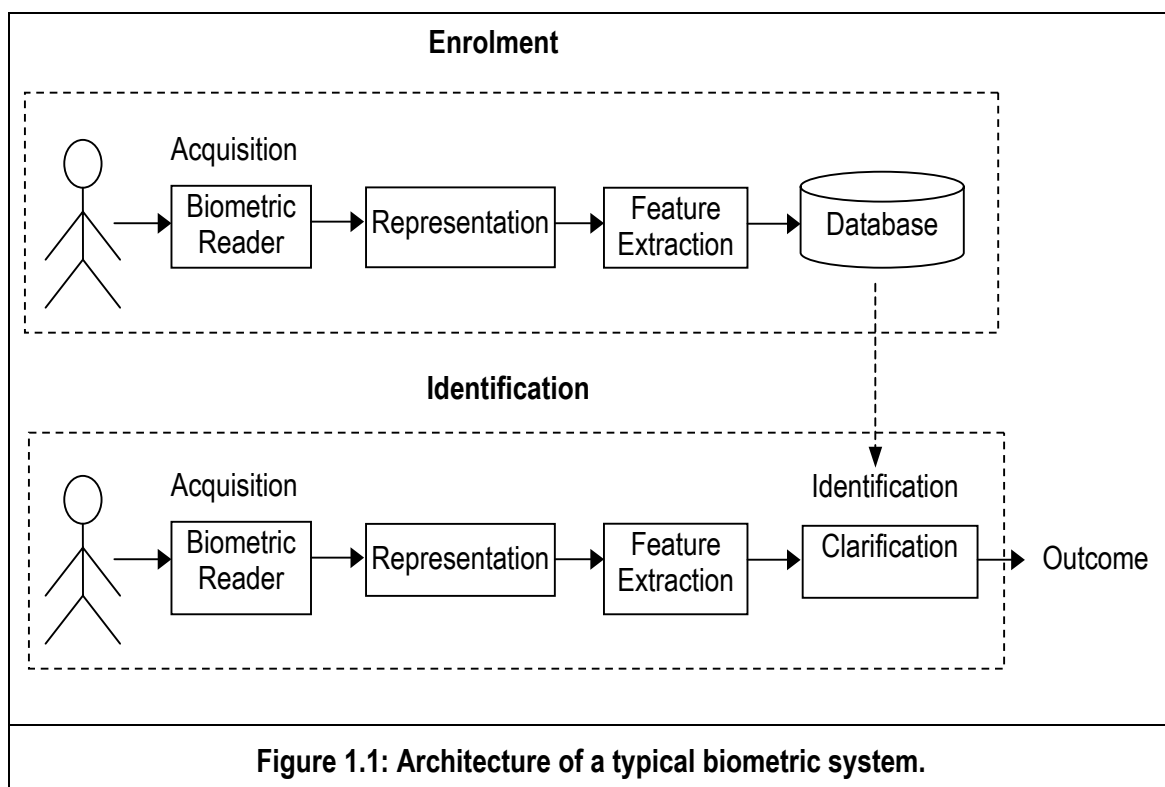 Enrolment
Acquisition
Biometric
Reader
Representation
Feature
Extraction
Database
Identification
Acquisition
Biometric
Reader
Representation
Feature
Extraction
Identification
Clarification
Outcome
Figure 1.1: Architecture of a typical biometric system.